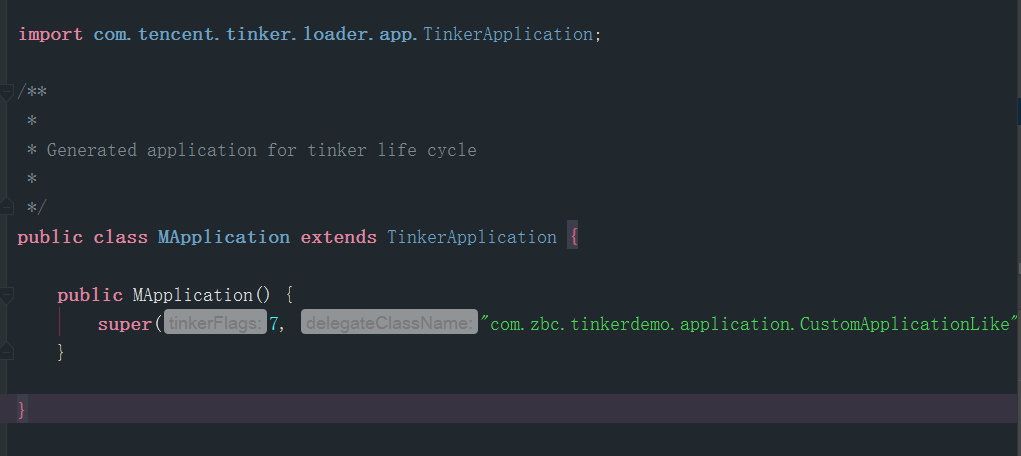 import com.tencent.tinker.loader.app.TinkerApplication;
/**
*
* Generated application for tinker life cycle
*
*/
public class MApplication extends TinkerApplication {
public MApplication() {
super( tinkerFlags: 7, delegateClassName: "com.zbc.tinkerdemo.application.CustomApplicationLike"
}
}